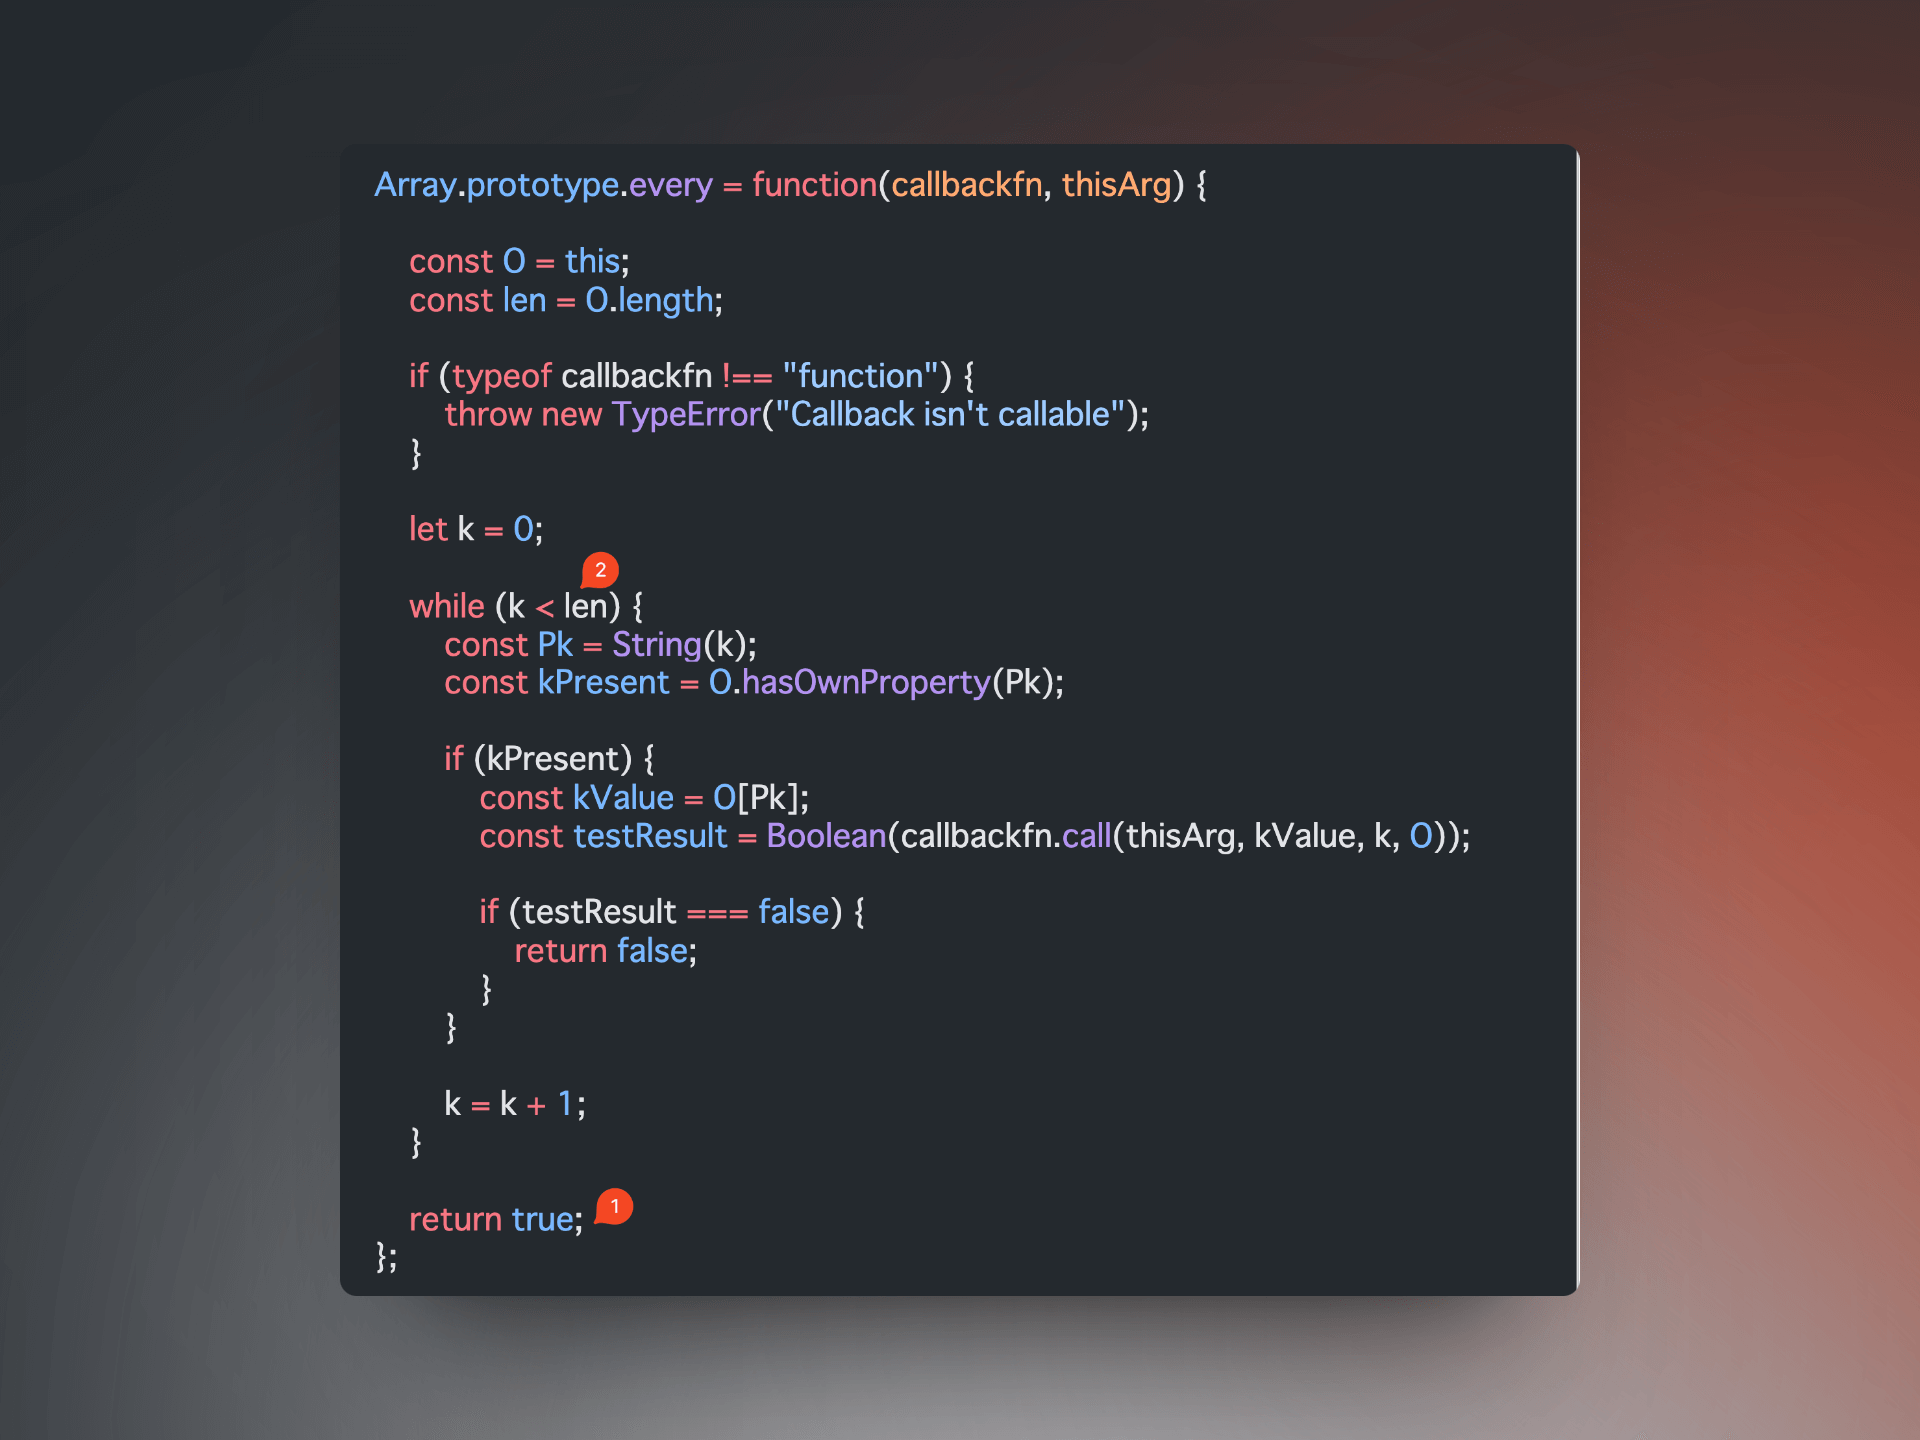 Array.prototype.every = function(callbackfn, thisArg) {
const O = this;
const len = O.length;
if (typeof callbackfn !== "function") {
throw new TypeError("Callback isn't callable");
}
let k = 0;
2
while (k < len) {
const Pk = String(k);
const kPresent = O.hasOwnProperty(Pk);
if (kPresent) {
const kValue = O[Pk];
const testResult = Boolean(callbackfn.call(thisArg, kValue, k, O));
if (testResult === false) {
return false;
}
}
k = k + 1;
}
return true; 1
};